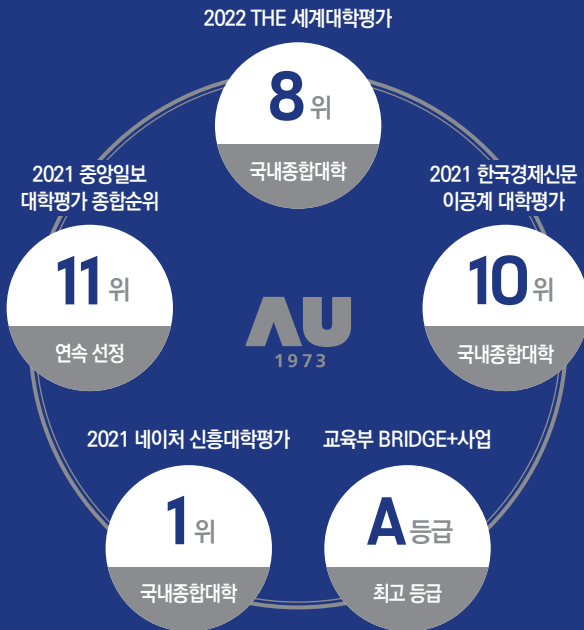 2022 THE 세계대학평가
8위
국내종합대학
2021 중앙일보
대학평가 종합순위
11위
연속 선정
2021 한국경제신문
이공계 대학평가
10위
국내종합대학
AU
1973
2021 네이처 신흥대학평가
1위
국내종합대학
교육부 BRIDGE+사업
A등급
최고 등급